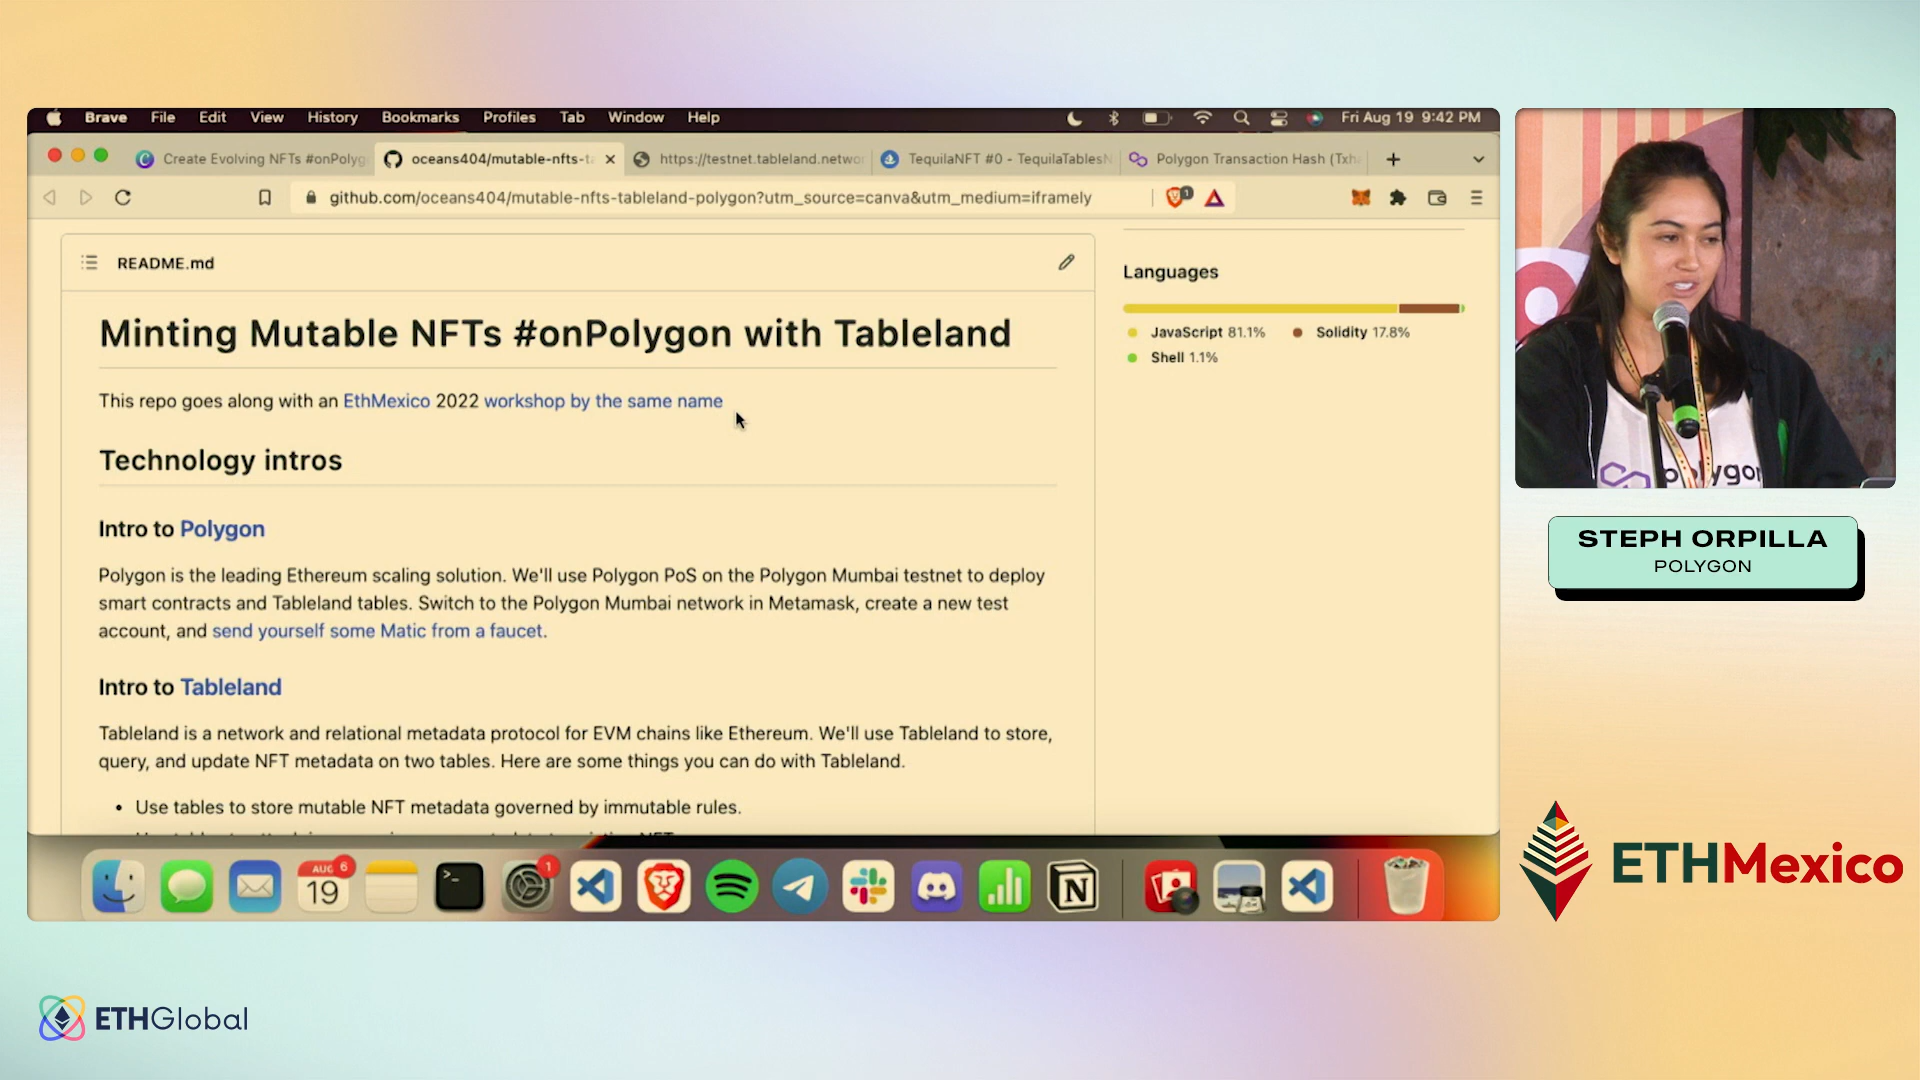 Brave File Edit View History Bookmarks Profiles Tab Window Help Fri Aug 19 9:42 PM
Create Evolving NFTs #onPolyg oceans404/mutable-nfts-ta https://testnet.tableland.networ TequilaNFT #0 - TequilaTablesN Polygon Transaction Hash (Txh
github.com/oceans404/mutable-nfts-tableland-polygon?utm_source=canva&utm_medium=iframely 1
README.md
Minting Mutable NFTs #onPolygon with Tableland
This repo goes along with an EthMexico 2022 workshop by the same name
Technology intros
Intro to Polygon
Polygon is the leading Ethereum scaling solution. We'll use Polygon PoS on the Polygon Mumbai testnet to deploy
smart contracts and Tableland tables. Switch to the Polygon Mumbai network in Metamask, create a new test
account, and send yourself some Matic from a faucet.
Intro to Tableland
Tableland is a network and relational metadata protocol for EVM chains like Ethereum. We'll use Tableland to store,
query, and update NFT metadata on two tables. Here are some things you can do with Tableland.
• Use tables to store mutable NFT metadata governed by immutable rules.
Languages
JavaScript 81.1% Solidity 17.8%
Shell 1.1%
AUG 6
19
1
polygon
STEPH ORPILLA
POLYGON
ETHMexico
ETHGlobal